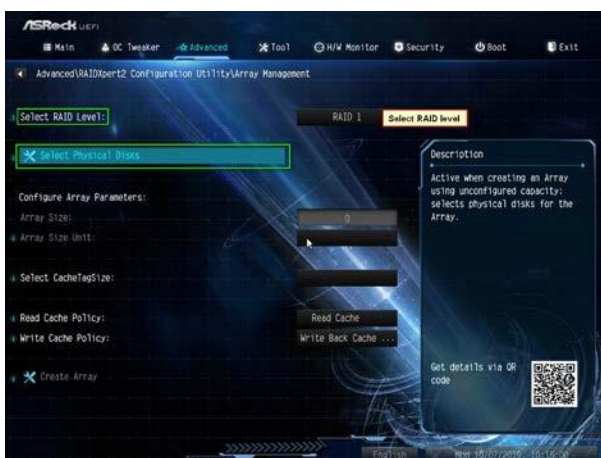 ASRock UEFI
Main OC Tweaker Advanced Tool H/W Monitor Security Boot Exit
Advanced\RAIDXpert2 Configuration Utility\Array Management
Select RAID Level: RAID 1 Select RAID level
Select Physical Disks
Configure Array Parameters:
Array Size: 0
Array Size Unit:
Select CacheTagSize:
Read Cache Policy: Read Cache
Write Cache Policy: Write Back Cache ...
Create Array
Description
Active when creating an Array
using unconfigured capacity;
selects physical disks for the
Array.
Get details via QR
code
English